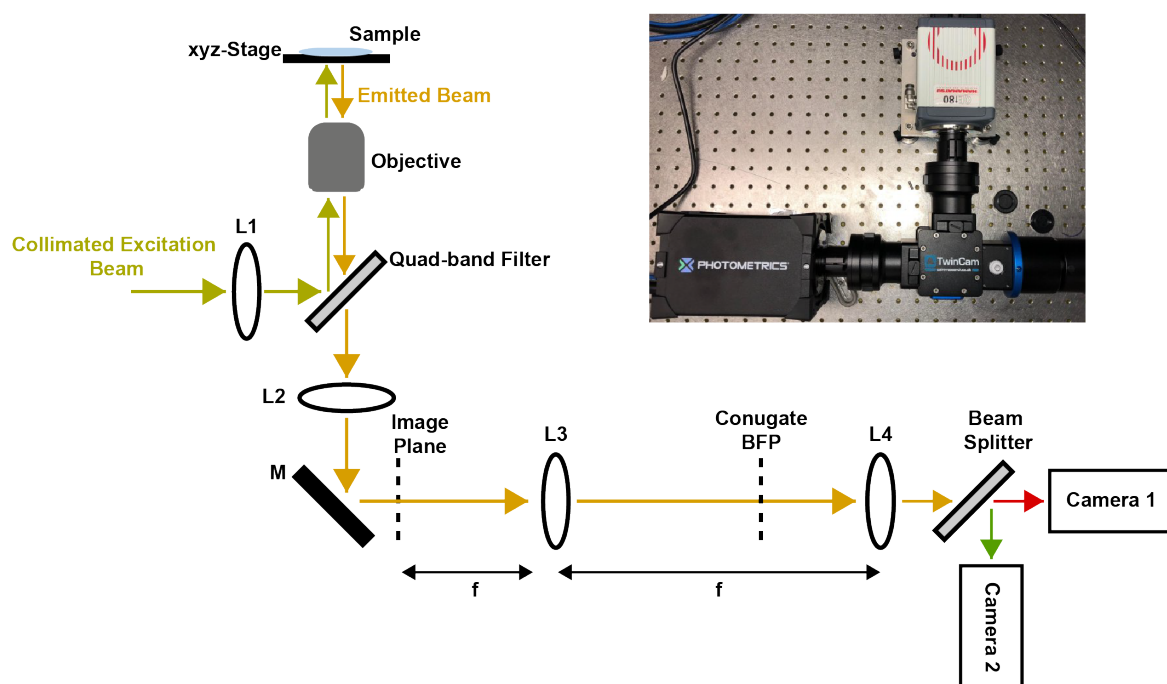 Sample
xyz-Stage
Emitted Beam
Objective
L1
Collimated Excitation
Beam
Quad-band Filter
L2
Image
Plane
M
L3
Conugate
BFP
L4
Beam
Splitter
Camera 1
Camera 2
f
f
PHOTOMETRICS
TwinCam